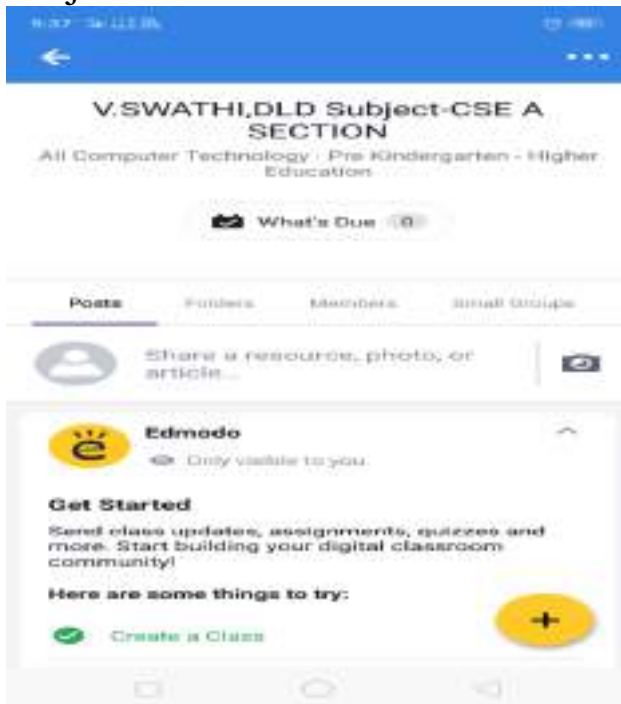 V.SWATHI,DLD Subject-CSE A
SECTION
All Computer Technology · Pre Kindergarten - Higher
Education
What's Due 0
Posts Folders Members Small Groups
Share a resource, photo, or
article...
Edmodo
Only visible to you
Get Started
Send class updates, assignments, quizzes and
more. Start building your digital classroom
community!
Here are some things to try:
Create a Class